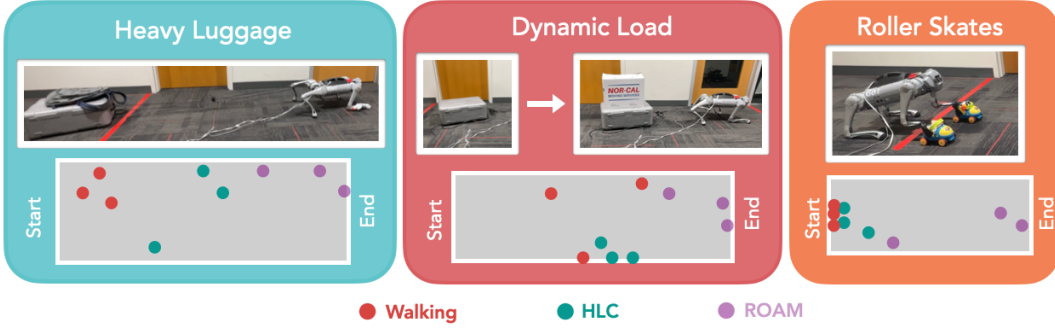 Heavy Luggage
Dynamic Load
Roller Skates
NOR-CAL
Start
End
Start
End
Start
End
Walking
HLC
ROAM